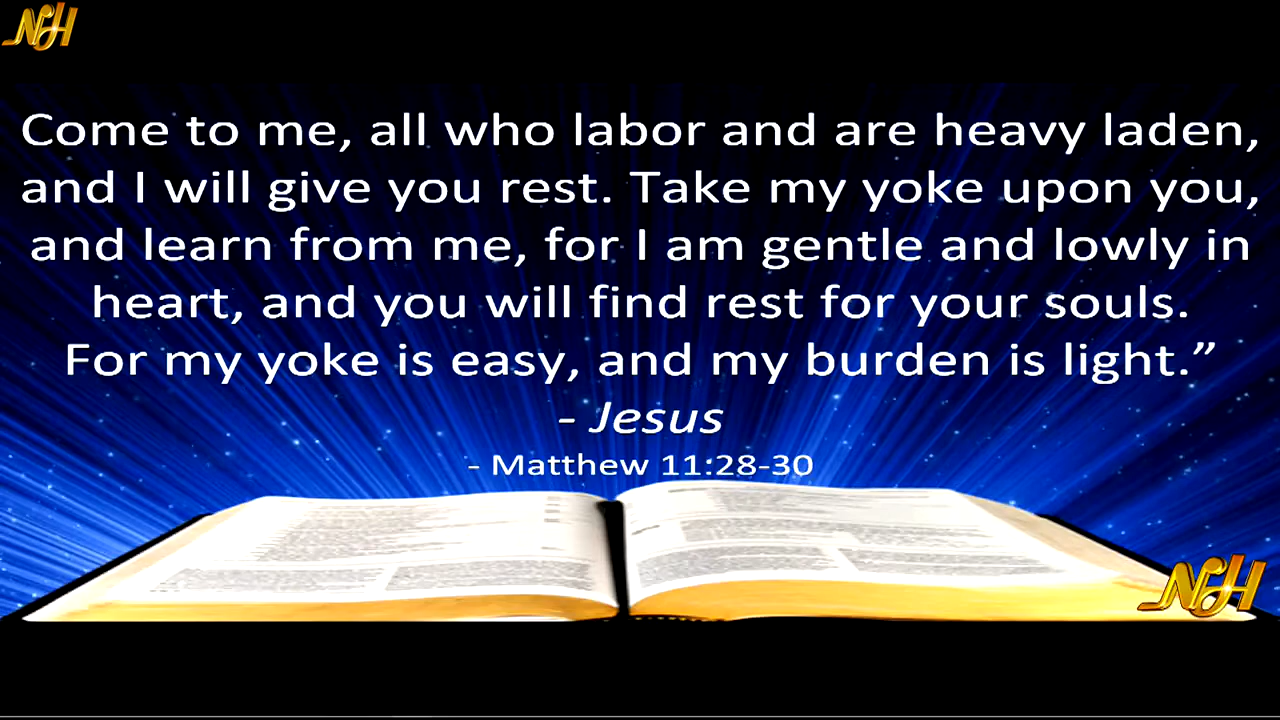 NJH
Come to me, all who labor and are heavy laden,
and I will give you rest. Take my yoke upon you,
and learn from me, for I am gentle and lowly in
heart, and you will find rest for your souls.
For my yoke is easy, and my burden is light.”
- Jesus
- Matthew 11:28-30
NJH